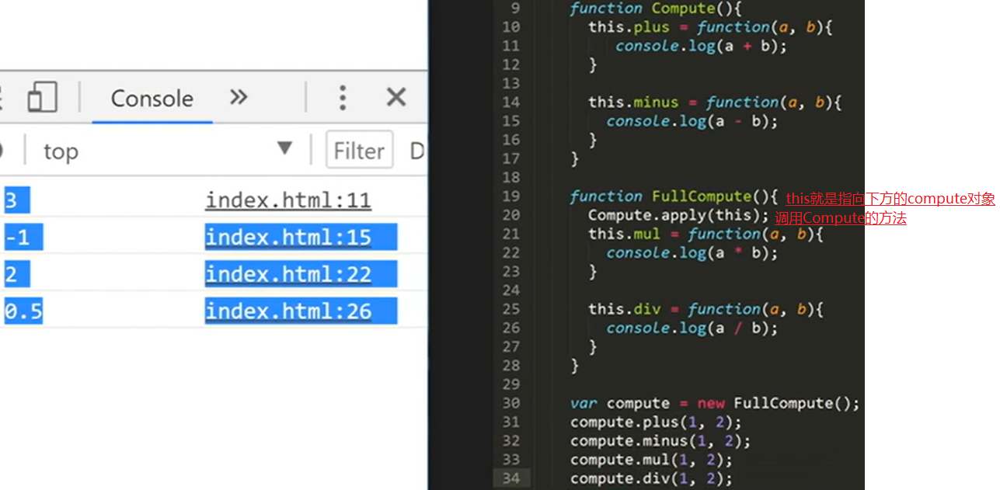 Console
top
Filter
D
3 index.html:11
-1 index.html:15
2 index.html:22
0.5 index.html:26
9 function Compute(){
10 this.plus = function(a, b){
11 console.log(a + b);
12 }
13
14 this.minus = function(a, b){
15 console.log(a - b);
16 }
17 }
18
19 function FullCompute(){ this就是指向下方的compute对象
20 Compute.apply(this); 调用Compute的方法
21 this.mul = function(a, b){
22 console.log(a * b);
23 }
24
25 this.div = function(a, b){
26 console.log(a / b);
27 }
28 }
29
30 var compute = new FullCompute();
31 compute.plus(1, 2);
32 compute.minus(1, 2);
33 compute.mul(1, 2);
34 compute.div(1, 2);